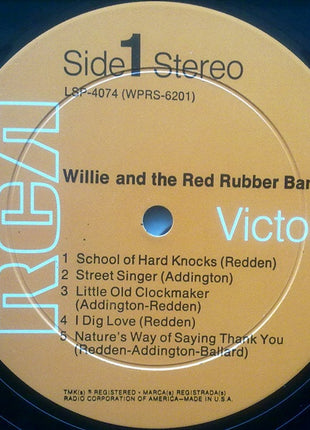 Side 1 Stereo
LSP-4074 (WPRS-6201)
Willie and the Red Rubber Ban
RCA
Victo
1 School of Hard Knocks (Redden)
2 Street Singer (Addington)
3 Little Old Clockmaker
(Addington-Redden)
4 I Dig Love (Redden)
5 Nature's Way of Saying Thank You
(Redden-Addington-Ballard)
TMK(s) ® REGISTERED • MARCA(s) REGISTRADA(s)
RADIO CORPORATION OF AMERICA—MADE IN U.S.A.